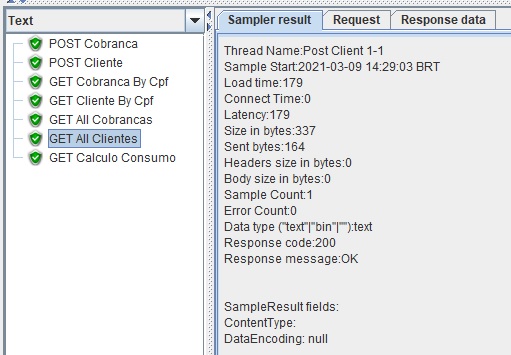 Text
POST Cobranca
POST Cliente
GET Cobranca By Cpf
GET Cliente By Cpf
GET All Cobrancas
GET All Clientes
GET Calculo Consumo
Sampler result
Request
Response data
Thread Name:Post Client 1-1
Sample Start:2021-03-09 14:29:03 BRT
Load time:179
Connect Time:0
Latency:179
Size in bytes:337
Sent bytes:164
Headers size in bytes:0
Body size in bytes:0
Sample Count:1
Error Count:0
Data type ("text"|"bin"|""):text
Response code:200
Response message:OK
SampleResult fields:
ContentType:
DataEncoding: null